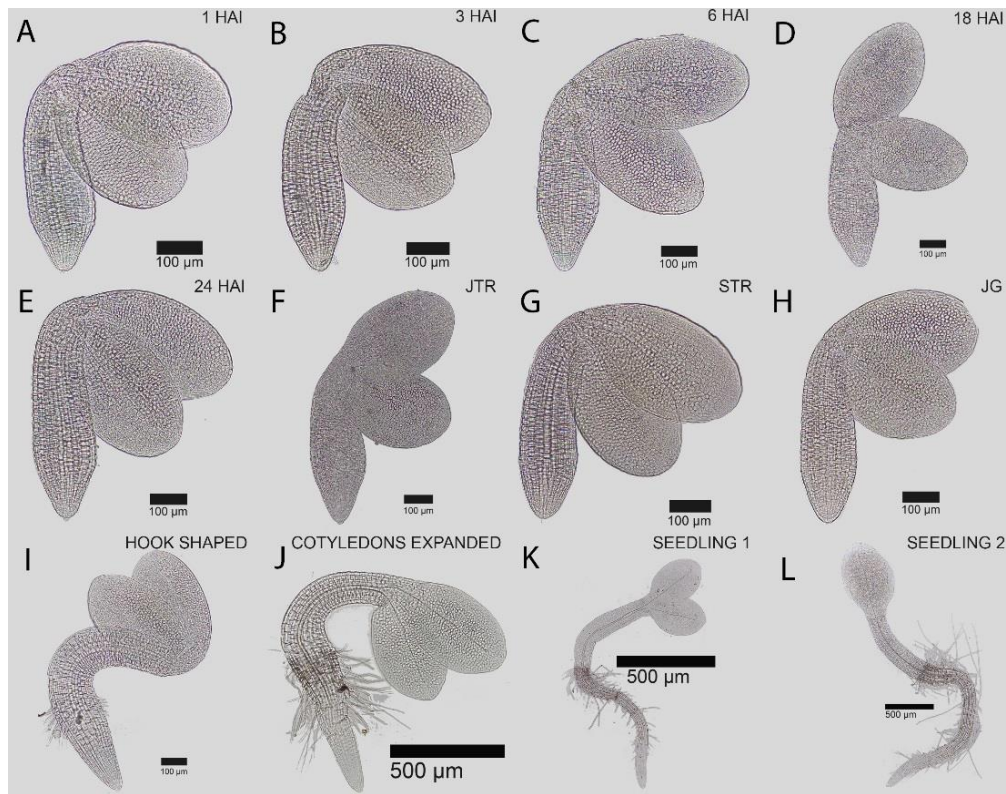 A 1 HAI
B 3 HAI
C 6 HAI
D 18 HAI
100 µm
100 µm
100 µm
100 µm
E 24 HAI
F JTR
G STR
H JG
100 µm
100 µm
100 µm
100 µm
I HOOK SHAPED
J COTYLEDONS EXPANDED
K SEEDLING 1
L SEEDLING 2
100 µm
500 µm
500 µm
500 µm